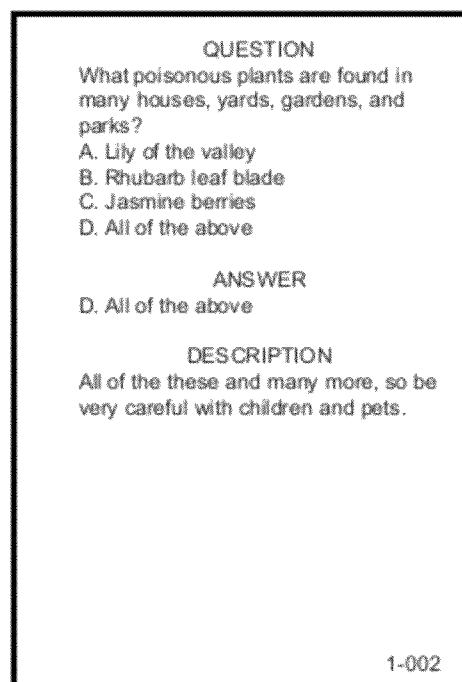 QUESTION
What poisonous plants are found in
many houses, yards, gardens, and
parks?
A. Lily of the valley
B. Rhubarb leaf blade
C. Jasmine berries
D. All of the above
ANSWER
D. All of the above
DESCRIPTION
All of the these and many more, so be
very careful with children and pets.
1-002